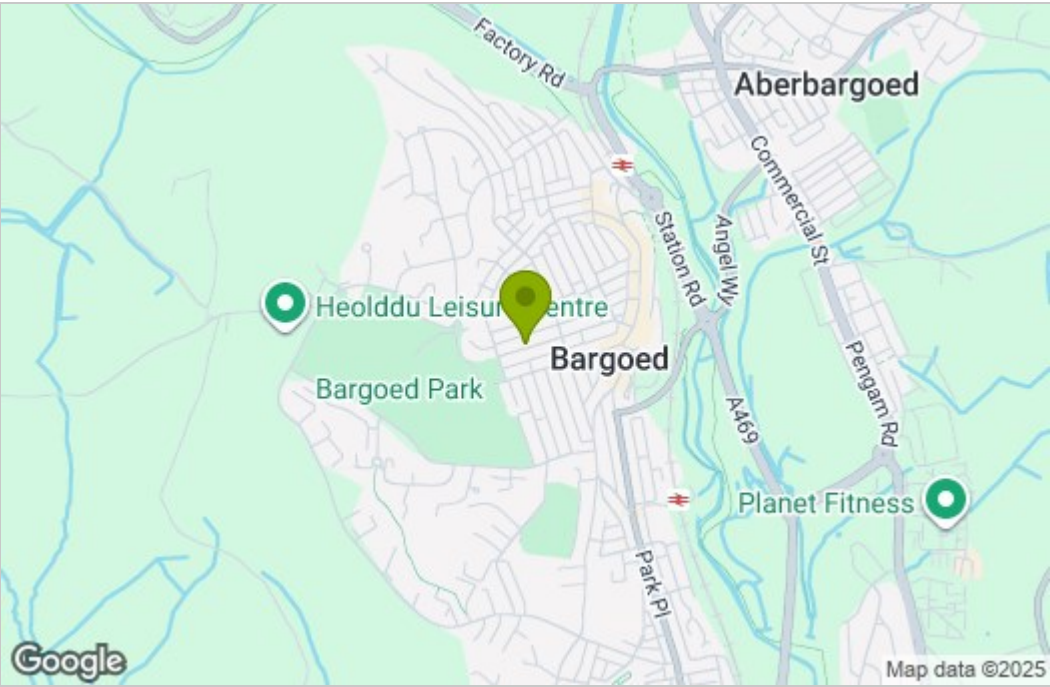 Factory Rd
Aberbargoed
Commercial St
Station Rd
Angel Wy
Heolddu Leisure Centre
Bargoed
Bargoed Park
Pengam Rd
A469
Planet Fitness
Park Pl
Google
Map data ©2025